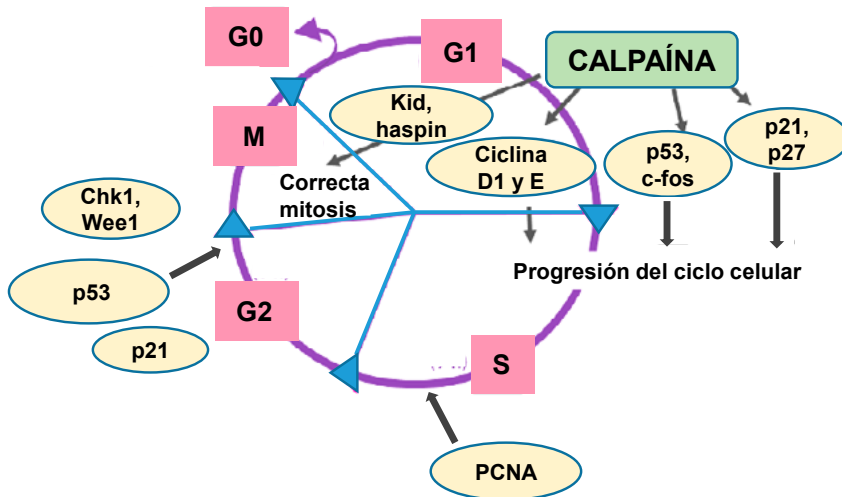 G0
G1
CALPAÍNA
Kid,
haspin
M
p21,
p27
Ciclina
D1 y E
p53,
c-fos
Correcta
mitosis
Chk1,
Wee1
Progresión del ciclo celular
p53
G2
p21
S
PCNA